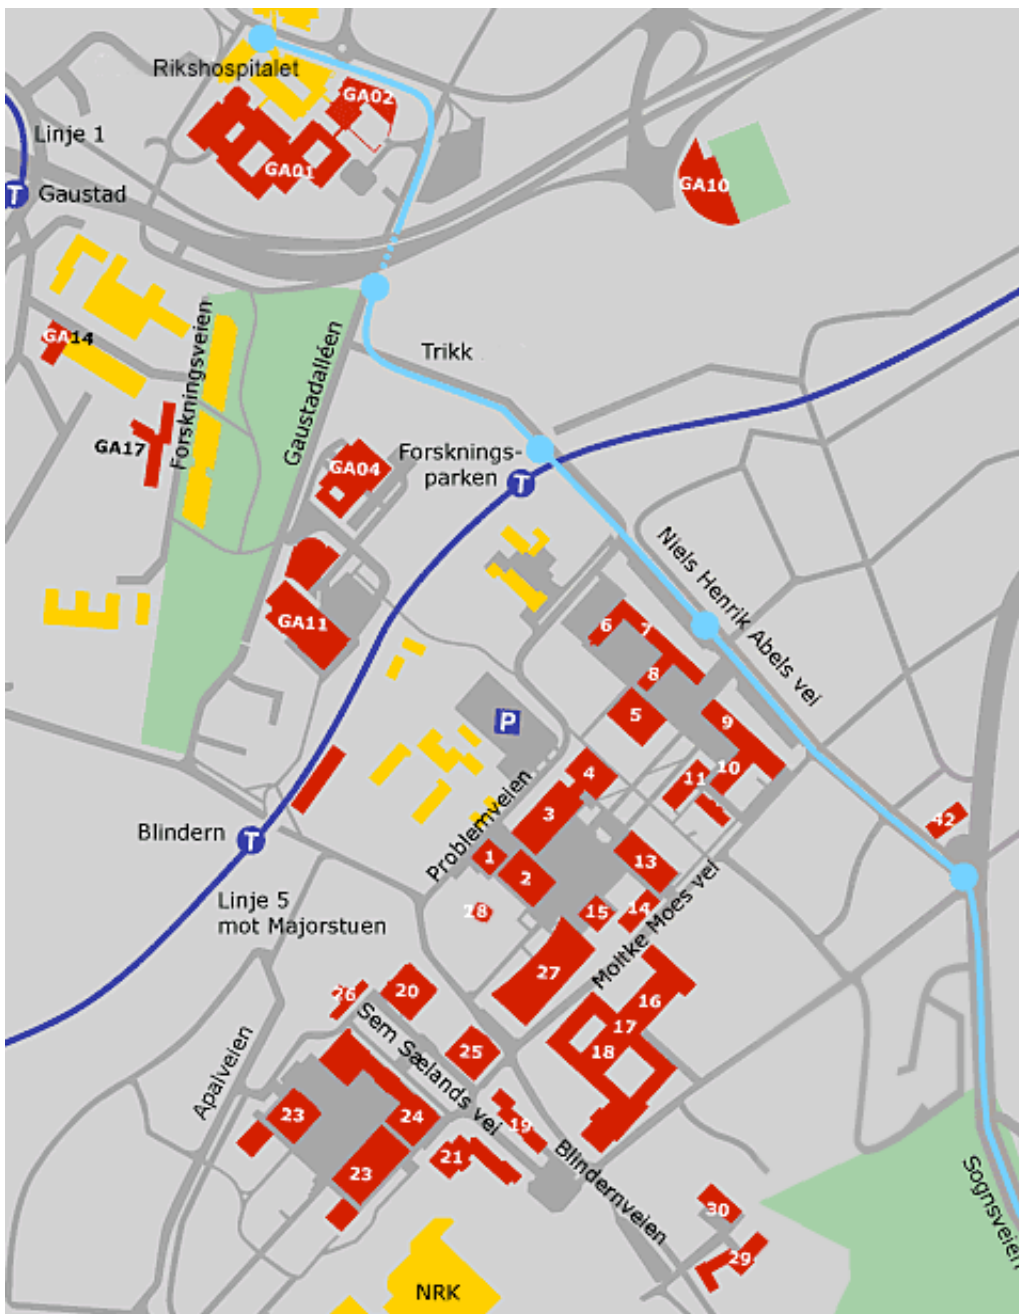 Rikshospitalet
GA02
Linje 1
GA01
T
Gaustad
GA10
GA14
Forskningsveien
Gaustadalléen
Trikk
GA17
GA04
Forsknings-
parken
T
Niels Henrik Abels vei
GA11
6
7
8
5
P
9
4
11
10
3
Problemveien
42
Blindern
T
1
2
13
Linje 5
mot Majorstuen
28
15
14
Moltke Moes vei
27
26
20
16
17
18
Sem Sælands vei
25
Apalveien
23
24
19
21
23
Blindernveien
Sognsveien
30
29
NRK